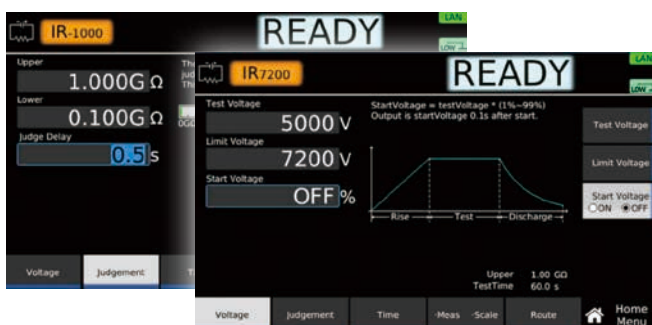 IR-1000
READY
LAN
LOW
Upper
1.000G Ω
Lower
0.100G Ω
Judge Delay
0.5 s
Voltage
Judgement
IR7200
READY
LAN
LOW
Test Voltage
5000 V
Limit Voltage
7200 V
Start Voltage
OFF %
StartVoltage = testVoltage * (1%~99%)
Output is startVoltage 0.1s after start.
Rise
Test
Discharge
Upper 1.00 GΩ
TestTime 60.0 s
Test Voltage
Limit Voltage
Start Voltage
ON OFF
Voltage
Judgement
Time
-Meas -Scale
Route
Home
Menu